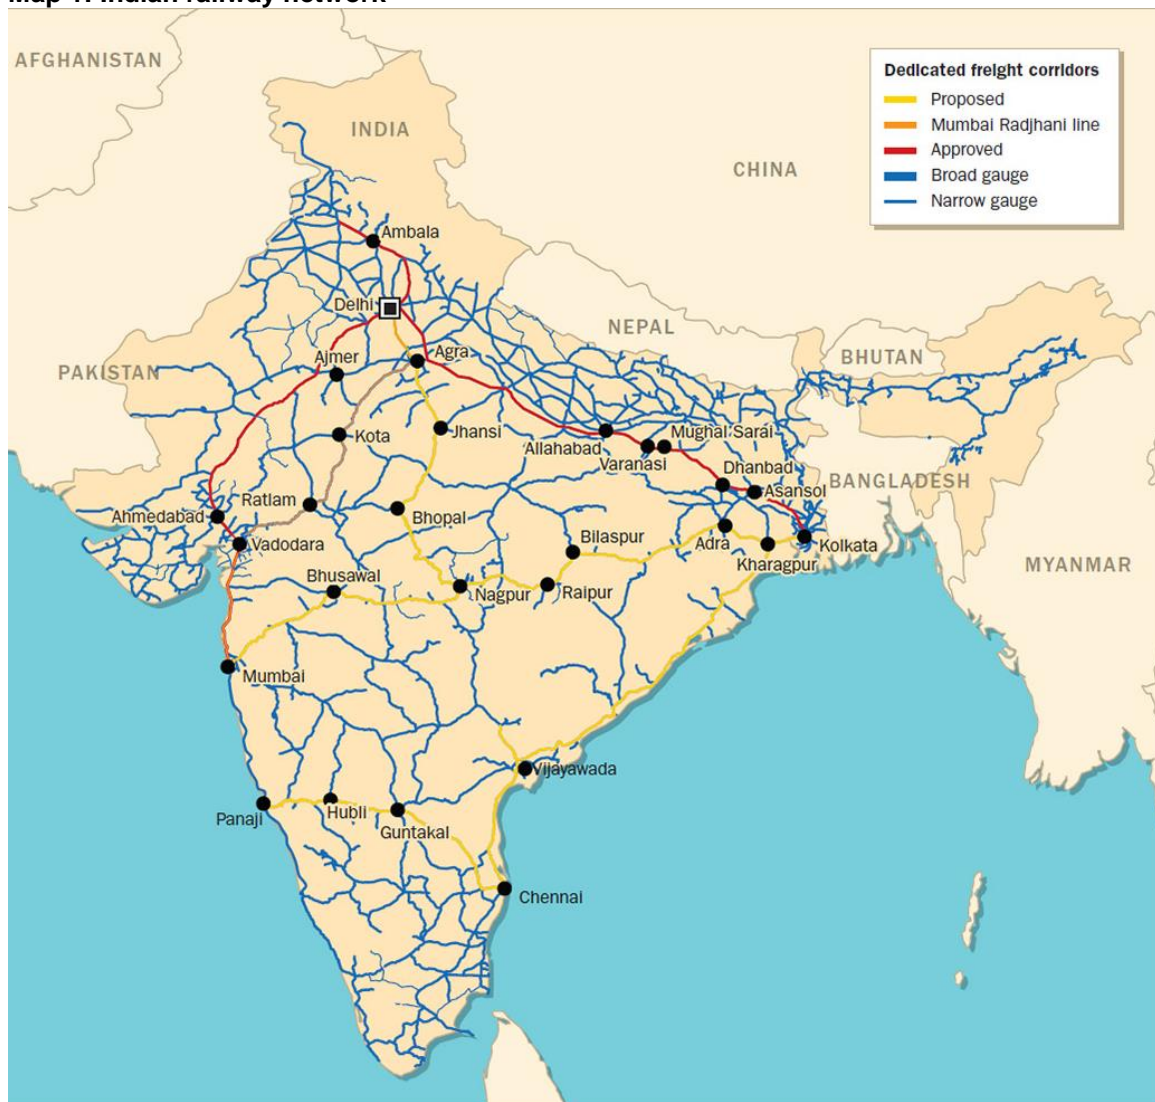 Map 1: Indian railway network
AFGHANISTAN
Dedicated freight corridors
Proposed
Mumbai Radjhani line
Approved
Broad gauge
Narrow gauge
INDIA
CHINA
Ambala
Delhi
NEPAL
BHUTAN
Agra
Ajmer
PAKISTAN
Kota
Jhansi
Mughal Sarai
Allahabad
Varanasi
Dhanbad
BANGLADESH
Asansol
Ratlam
Ahmedabad
Bhopal
Vadodara
Bilaspur
Adra
Kolkata
Kharagpur
MYANMAR
Bhusawal
Nagpur
Raipur
Mumbai
Vijayawada
Panaji
Hubli
Guntakal
Chennai